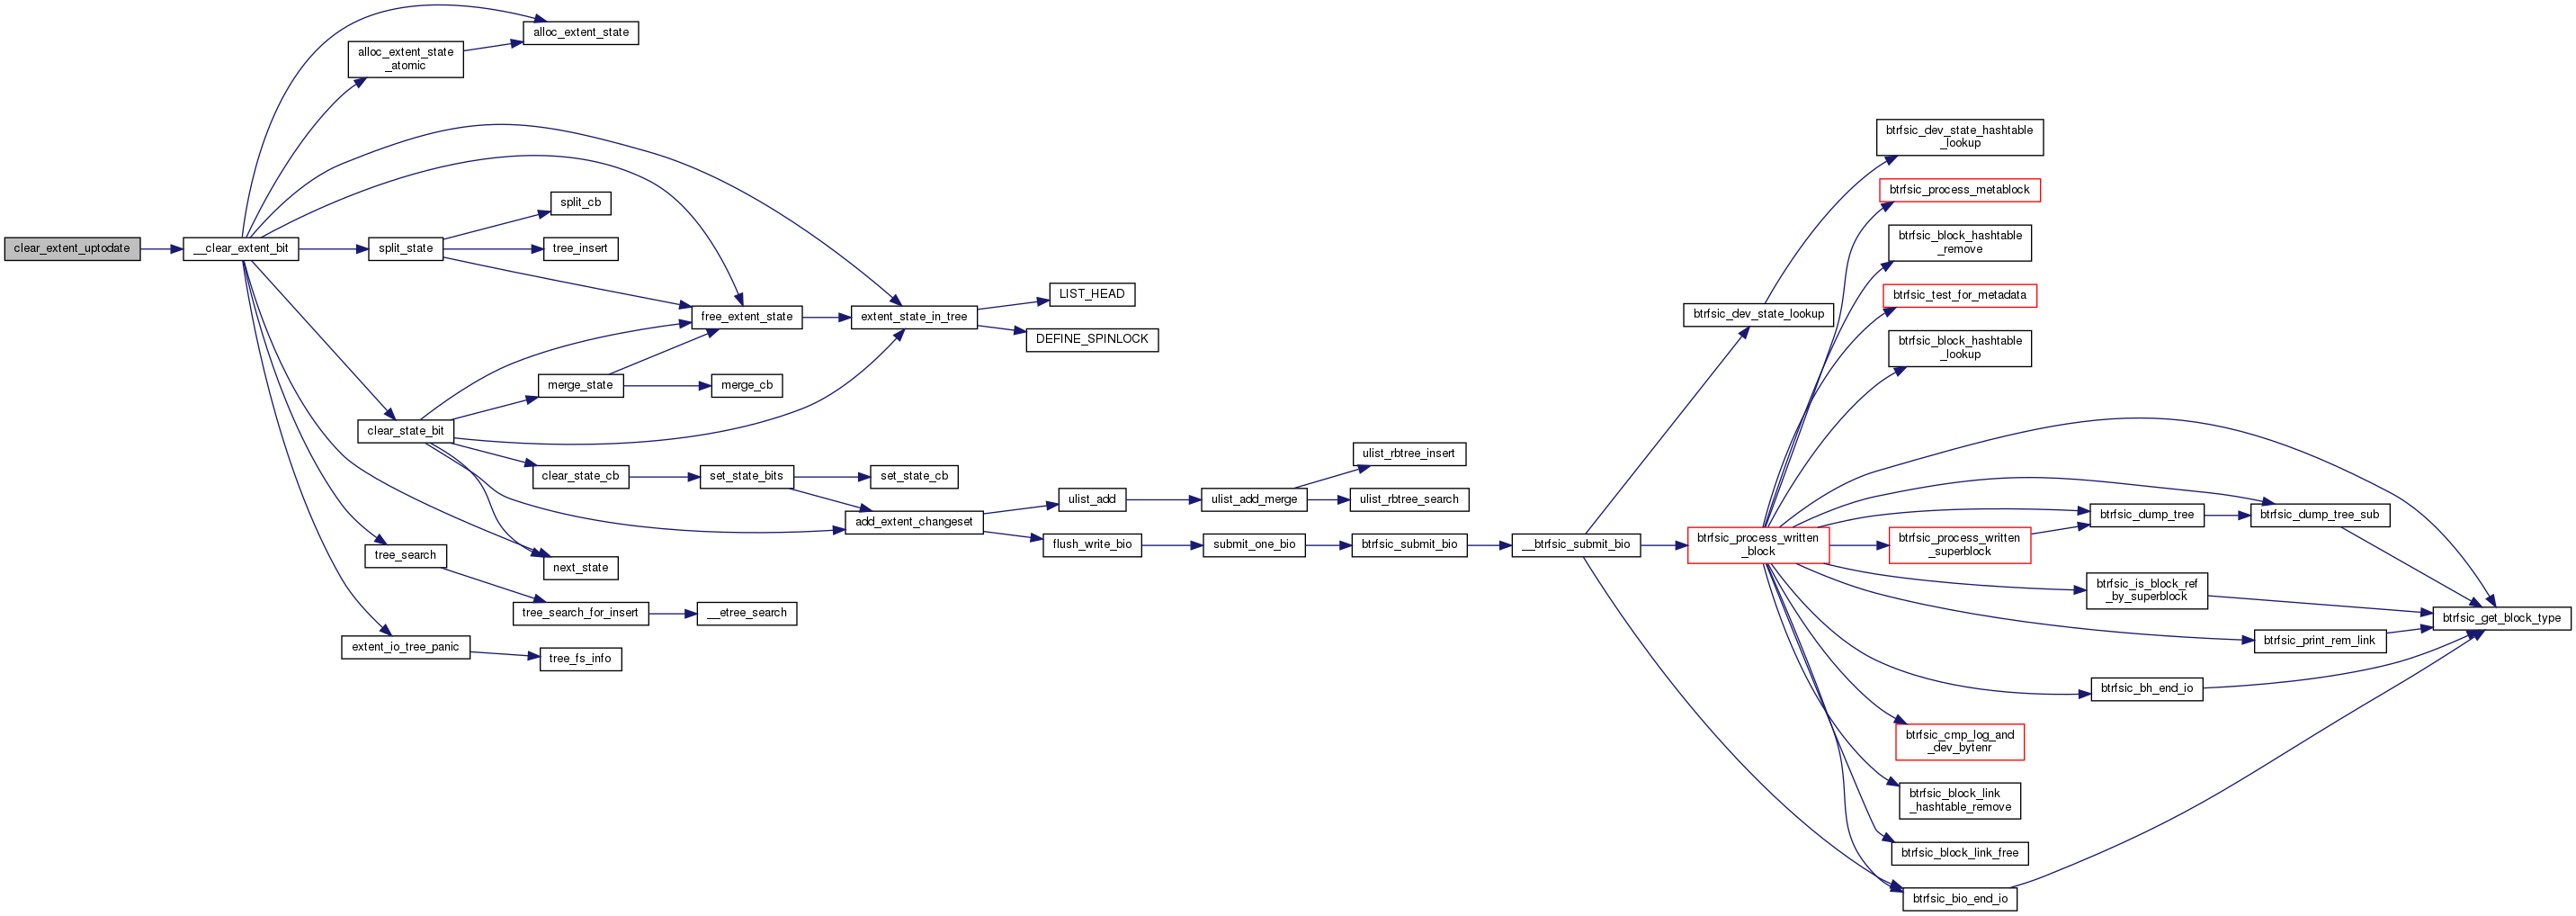 clear_extent_uptodate
__clear_extent_bit
alloc_extent_state
alloc_extent_state
_atomic
split_state
split_cb
tree_insert
free_extent_state
extent_state_in_tree
LIST_HEAD
DEFINE_SPINLOCK
merge_state
merge_cb
clear_state_bit
clear_state_cb
set_state_bits
set_state_cb
add_extent_changeset
ulist_add
ulist_add_merge
ulist_rbtree_insert
ulist_rbtree_search
flush_write_bio
submit_one_bio
btrfsic_submit_bio
__btrfsic_submit_bio
tree_search
next_state
tree_search_for_insert
__etree_search
extent_io_tree_panic
tree_fs_info
btrfsic_dev_state_lookup
btrfsic_dev_state_hashtable
_lookup
btrfsic_process_metablock
btrfsic_block_hashtable
_remove
btrfsic_test_for_metadata
btrfsic_block_hashtable
_lookup
btrfsic_process_written
_block
btrfsic_process_written
_superblock
btrfsic_dump_tree
btrfsic_dump_tree_sub
btrfsic_is_block_ref
_by_superblock
btrfsic_get_block_type
btrfsic_print_rem_link
btrfsic_bh_end_io
btrfsic_cmp_log_and
_dev_bytenr
btrfsic_block_link
_hashtable_remove
btrfsic_block_link_free
btrfsic_bio_end_io